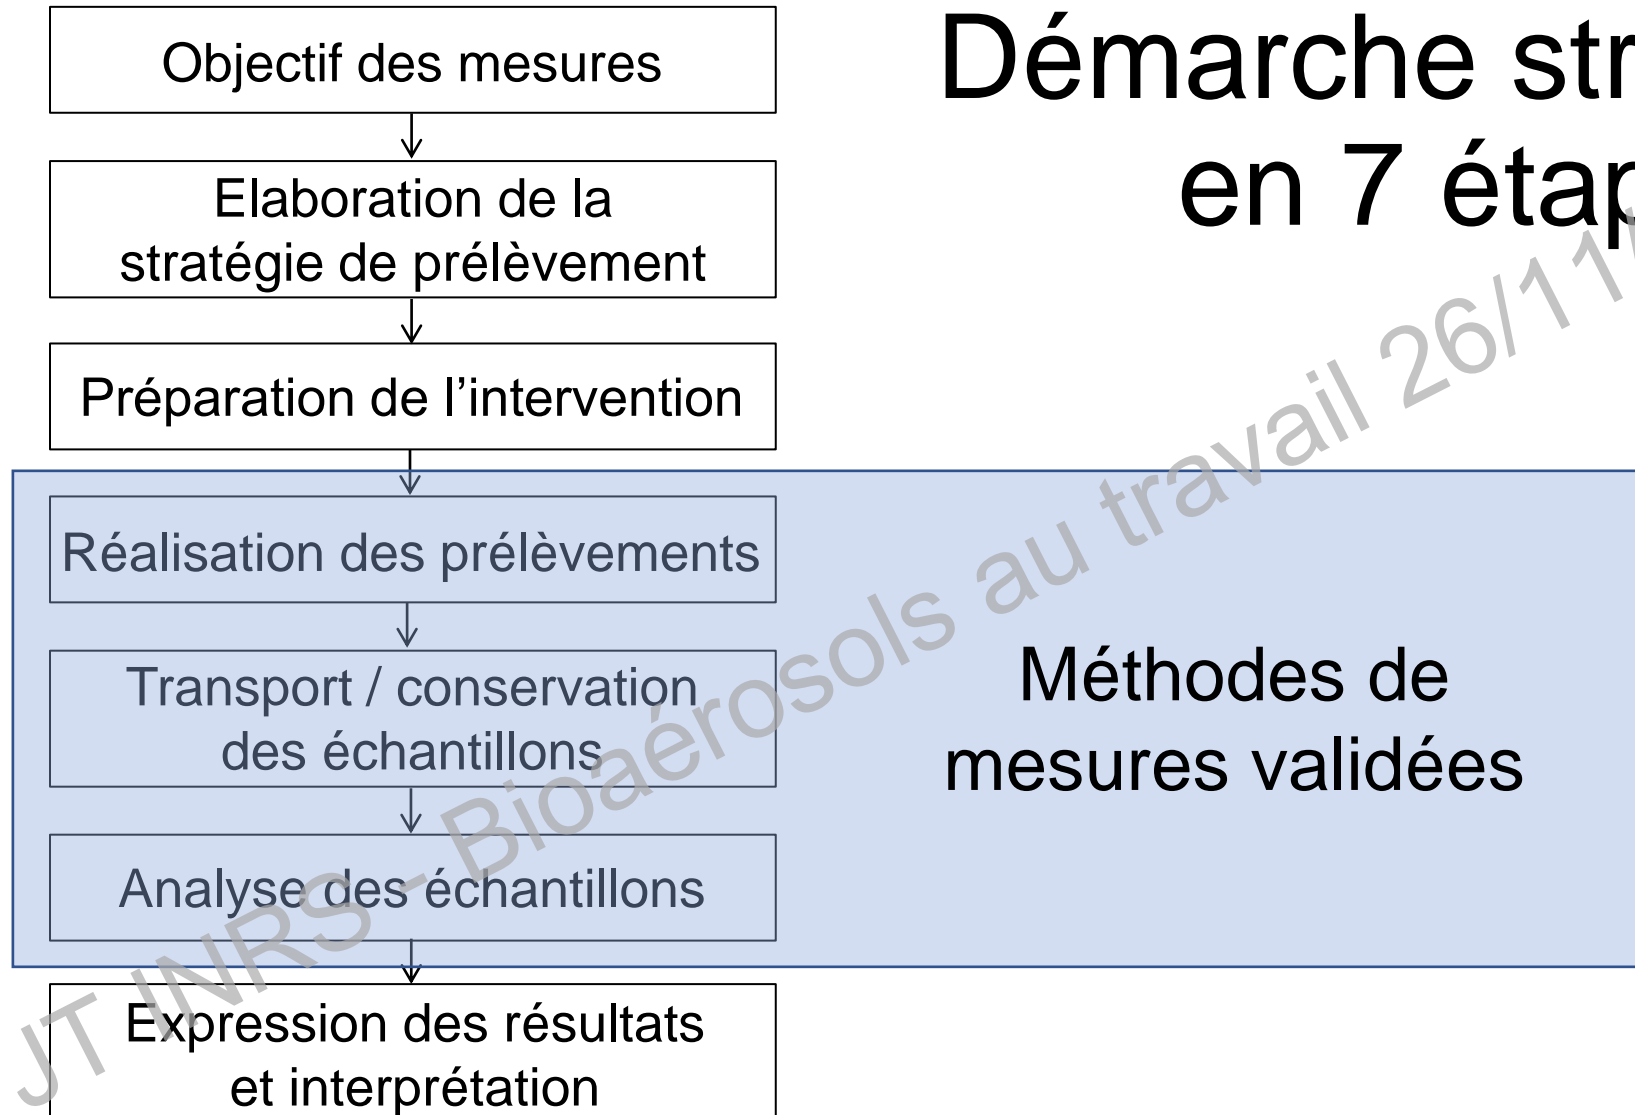 Démarche str
en 7 étap
Objectif des mesures
Elaboration de la
stratégie de prélèvement
Préparation de l'intervention
Réalisation des prélèvements
Transport / conservation
des échantillons
Analyse des échantillons
Expression des résultats
et interprétation
Méthodes de
mesures validées
JT INRS - Bioaérosols au travail 26/11/